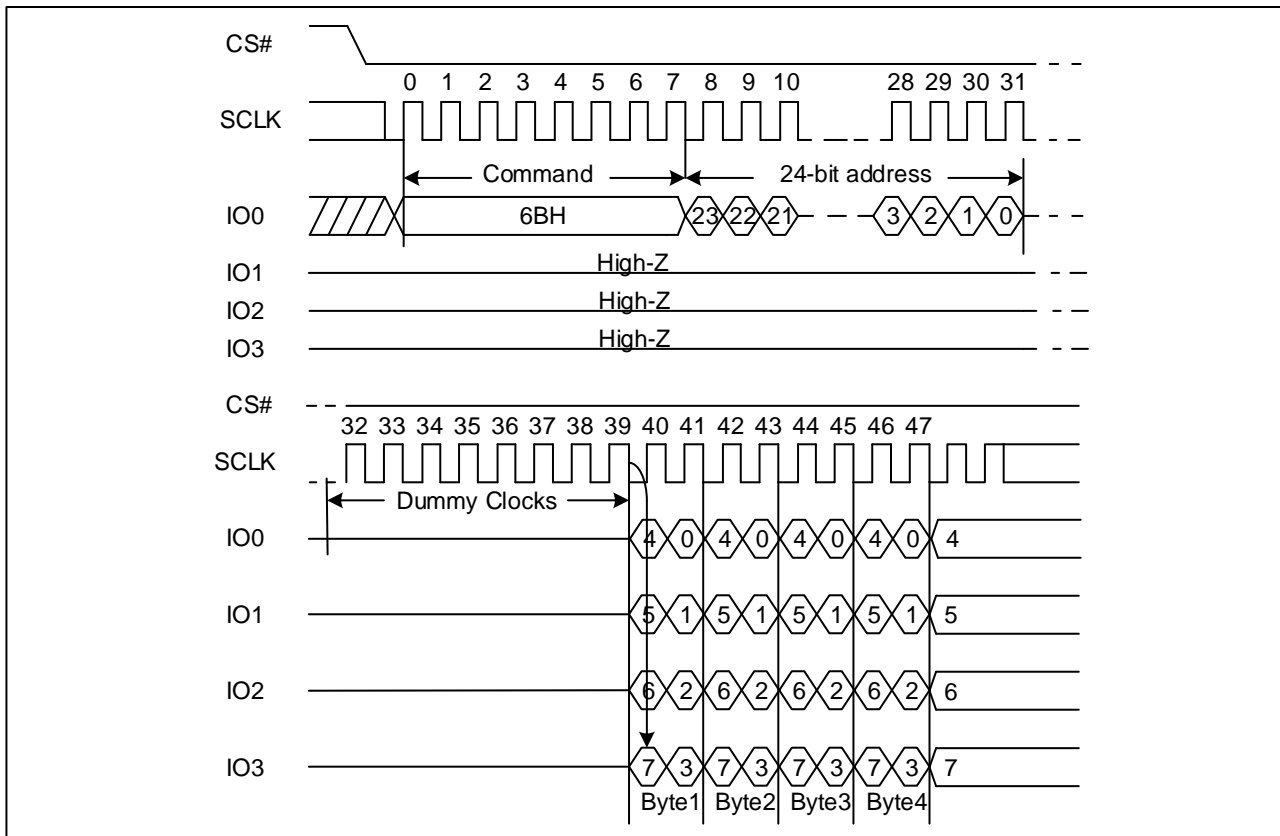 CS#
0 1 2 3 4 5 6 7 8 9 10 28 29 30 31
SCLK
Command 24-bit address
IO0 6BH 23 22 21 3 2 1 0
IO1 High-Z
IO2 High-Z
IO3 High-Z
CS#
32 33 34 35 36 37 38 39 40 41 42 43 44 45 46 47
SCLK
Dummy Clocks
IO0 4 0 4 0 4 0 4 0 4
IO1 5 1 5 1 5 1 5 1 5
IO2 6 2 6 2 6 2 6 2 6
IO3 7 3 7 3 7 3 7 3 7
Byte1 Byte2 Byte3 Byte4